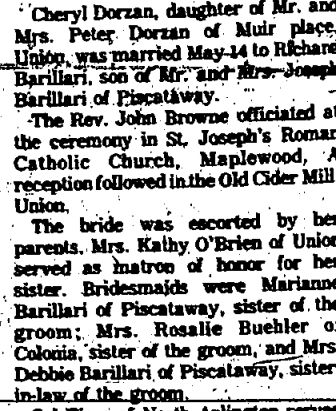 Cheryl Dorzan, daughter of Mr. and
Mrs. Peter Dorzan of Muir place,
Union, was married May 14 to Richard
Barillari, son of Mr. and Mrs. Joseph
Barillari of Piscataway.
The Rev. John Browne officiated at
the ceremony in St. Joseph's Roman
Catholic Church, Maplewood, A
reception followed in the Old Cider Mill
Union.
The bride was escorted by her
parents. Mrs. Kathy O'Brien of Union
served as matron of honor for her
sister. Bridesmaids were Marianne
Barillari of Piscataway, sister of the
groom; Mrs. Rosalie Buehler of
Colonia, sister of the groom, and Mrs.
Debbie Barillari of Piscataway, sister-
in-law of the groom.